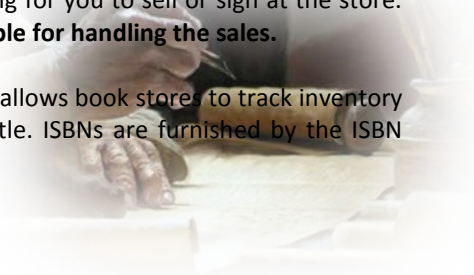 ng for you to sell or sign at the store.
ble for handling the sales.
allows book stores to track inventory
tle. ISBNs are furnished by the ISBN